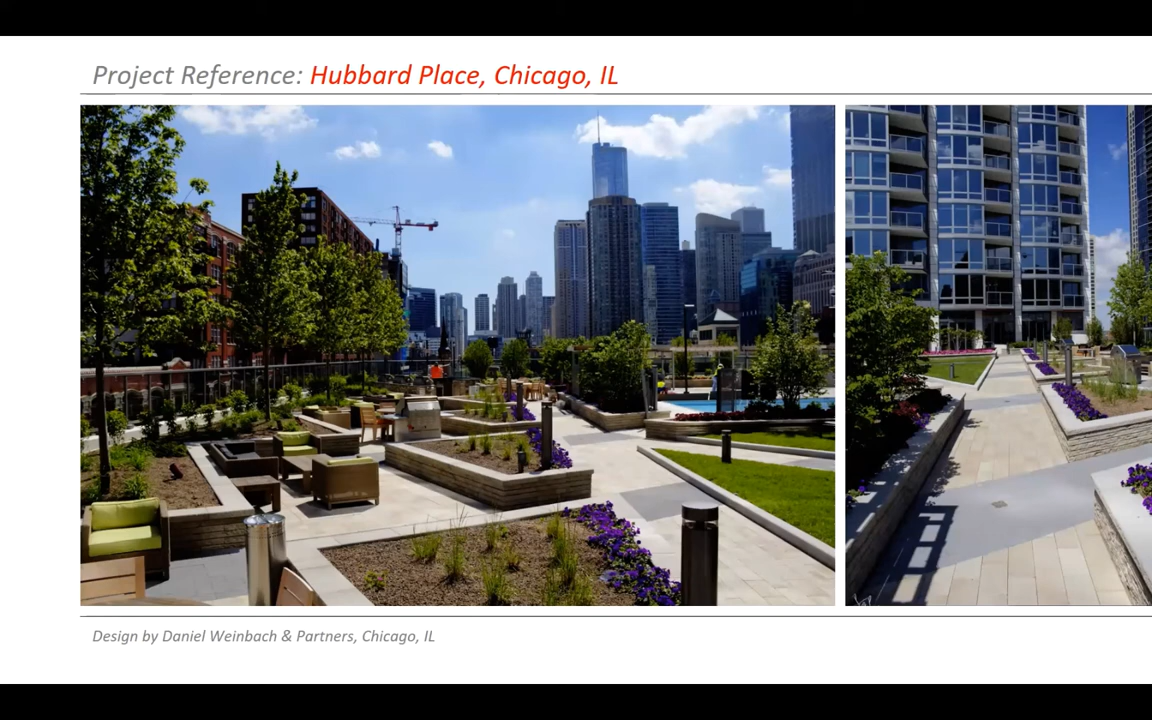 Project Reference: Hubbard Place, Chicago, IL
Design by Daniel Weinbach & Partners, Chicago, IL